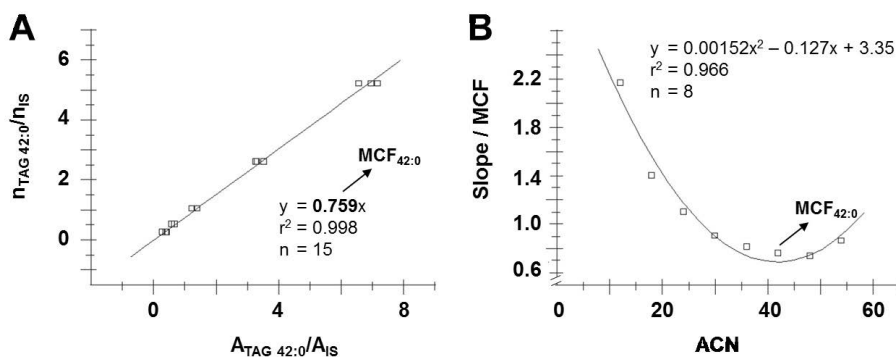 A
n_TAG 42:0/n_IS
6
4
2
0
MCF_42:0
y = 0.759x
r² = 0.998
n = 15
0 4 8
A_TAG 42:0/A_IS
B
Slope / MCF
y = 0.00152x² – 0.127x + 3.35
r² = 0.966
n = 8
2.2
1.8
1.4
1.0
0.6
MCF_42:0
0 20 40 60
ACN